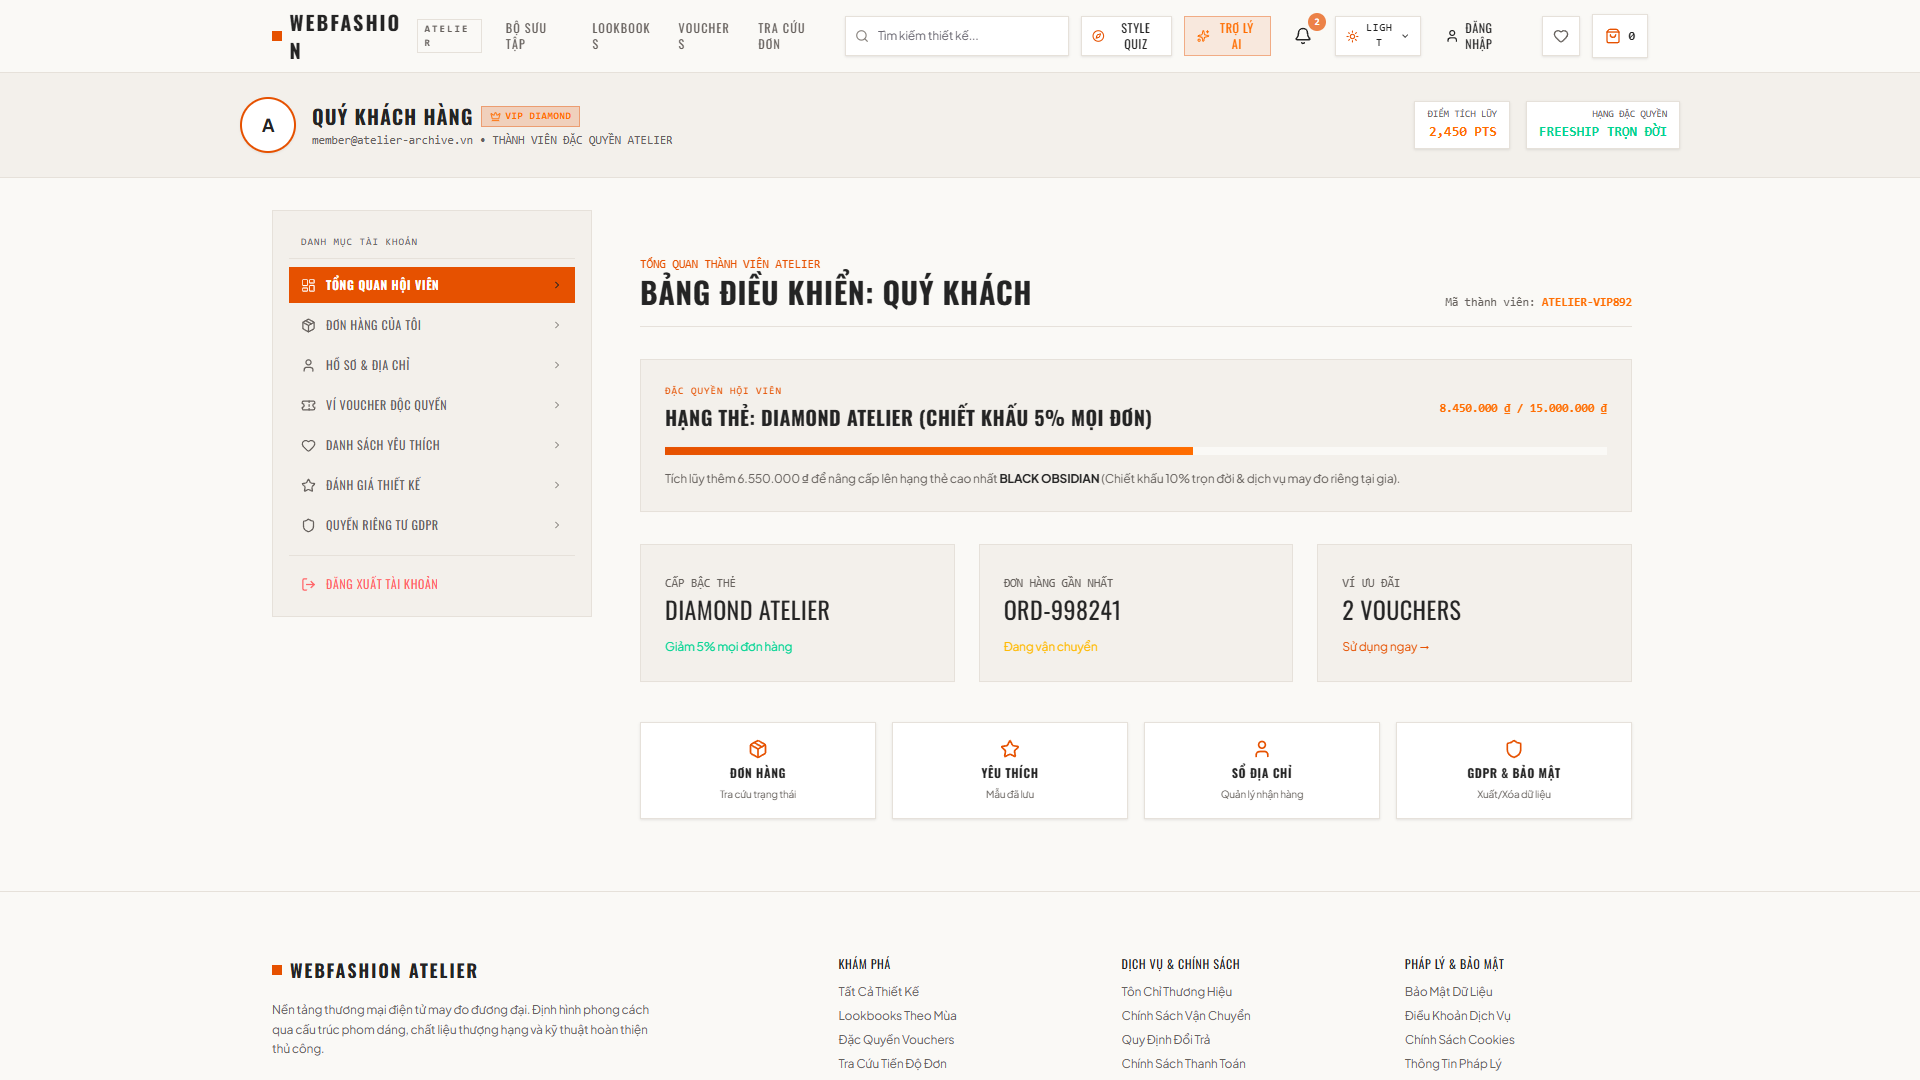 WEBFASHIO
N
ATELIE
R
BỘ SƯU
TẬP
LOOKBOOK
S
VOUCHER
S
TRA CỨU
ĐƠN
Tìm kiếm thiết kế...
STYLE
QUIZ
TRỢ LÝ
AI
2
LIGH
T
ĐĂNG
NHẬP
0
A
QUÝ KHÁCH HÀNG
VIP DIAMOND
member@atelier-archive.vn • THÀNH VIÊN ĐẶC QUYỀN ATELIER
ĐIỂM TÍCH LŨY
2,450 PTS
HẠNG ĐẶC QUYỀN
FREESHIP TRỌN ĐỜI
DANH MỤC TÀI KHOẢN
TỔNG QUAN HỘI VIÊN
ĐƠN HÀNG CỦA TÔI
HỒ SƠ & ĐỊA CHỈ
VÍ VOUCHER ĐỘC QUYỀN
DANH SÁCH YÊU THÍCH
ĐÁNH GIÁ THIẾT KẾ
QUYỀN RIÊNG TƯ GDPR
ĐĂNG XUẤT TÀI KHOẢN
TỔNG QUAN THÀNH VIÊN ATELIER
BẢNG ĐIỀU KHIỂN: QUÝ KHÁCH
Mã thành viên: ATELIER-VIP892
ĐẶC QUYỀN HỘI VIÊN
HẠNG THẺ: DIAMOND ATELIER (CHIẾT KHẤU 5% MỌI ĐƠN)
8.450.000 ₫ / 15.000.000 ₫
Tích lũy thêm 6.550.000 ₫ để nâng cấp lên hạng thẻ cao nhất BLACK OBSIDIAN (Chiết khấu 10% trọn đời & dịch vụ may đo riêng tại gia).
CẤP BẬC THẺ
DIAMOND ATELIER
Giảm 5% mọi đơn hàng
ĐƠN HÀNG GẦN NHẤT
ORD-998241
Đang vận chuyển
VÍ ƯU ĐÃI
2 VOUCHERS
Sử dụng ngay →
ĐƠN HÀNG
Tra cứu trạng thái
YÊU THÍCH
Mẫu đã lưu
SỔ ĐỊA CHỈ
Quản lý nhận hàng
GDPR & BẢO MẬT
Xuất/Xóa dữ liệu
WEBFASHION ATELIER
Nền tảng thương mại điện tử may đo đương đại. Định hình phong cách
qua cấu trúc phom dáng, chất liệu thượng hạng và kỹ thuật hoàn thiện
thủ công.
KHÁM PHÁ
Tất Cả Thiết Kế
Lookbooks Theo Mùa
Đặc Quyền Vouchers
Tra Cứu Tiến Độ Đơn
DỊCH VỤ & CHÍNH SÁCH
Tôn Chỉ Thương Hiệu
Chính Sách Vận Chuyển
Quy Định Đổi Trả
Chính Sách Thanh Toán
PHÁP LÝ & BẢO MẬT
Bảo Mật Dữ Liệu
Điều Khoản Dịch Vụ
Chính Sách Cookies
Thông Tin Pháp Lý